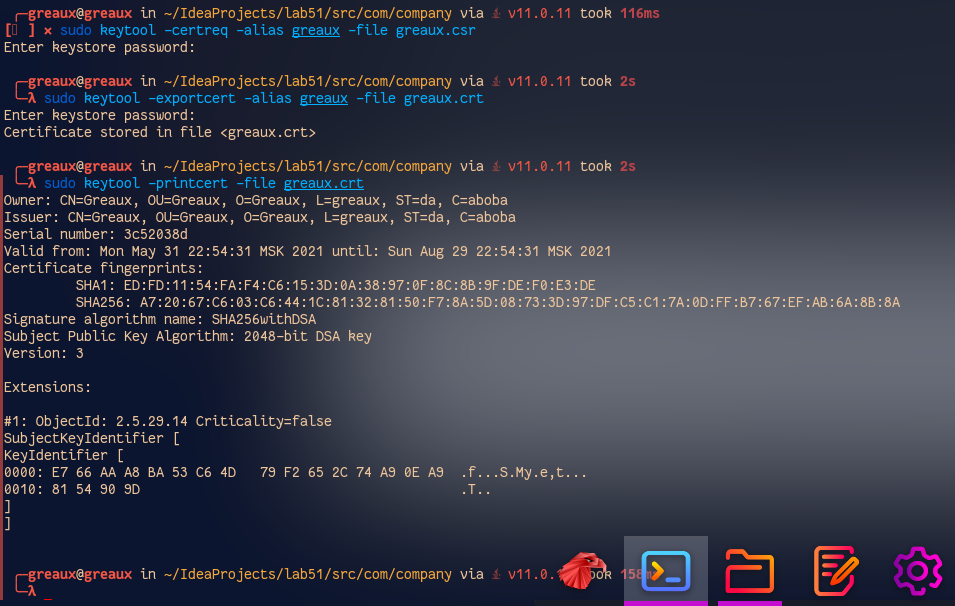 ╭─greaux@greaux in ~/IdeaProjects/lab51/src/com/company via v11.0.11 took 116ms
[ ] × sudo keytool -certreq -alias greaux -file greaux.csr
Enter keystore password:
╭─greaux@greaux in ~/IdeaProjects/lab51/src/com/company via v11.0.11 took 2s
╰─λ sudo keytool -exportcert -alias greaux -file greaux.crt
Enter keystore password:
Certificate stored in file <greaux.crt>
╭─greaux@greaux in ~/IdeaProjects/lab51/src/com/company via v11.0.11 took 2s
╰─λ sudo keytool -printcert -file greaux.crt
Owner: CN=Greaux, OU=Greaux, O=Greaux, L=greaux, ST=da, C=aboba
Issuer: CN=Greaux, OU=Greaux, O=Greaux, L=greaux, ST=da, C=aboba
Serial number: 3c52038d
Valid from: Mon May 31 22:54:31 MSK 2021 until: Sun Aug 29 22:54:31 MSK 2021
Certificate fingerprints:
SHA1: ED:FD:11:54:FA:F4:C6:15:3D:0A:38:97:0F:8C:8B:9F:DE:F0:E3:DE
SHA256: A7:20:67:C6:03:C6:44:1C:81:32:81:50:F7:8A:5D:08:73:3D:97:DF:C5:C1:7A:0D:FF:B7:67:EF:AB:6A:8B:8A
Signature algorithm name: SHA256withDSA
Subject Public Key Algorithm: 2048-bit DSA key
Version: 3
Extensions:
#1: ObjectId: 2.5.29.14 Criticality=false
SubjectKeyIdentifier [
KeyIdentifier [
0000: E7 66 AA A8 BA 53 C6 4D   79 F2 65 2C 74 A9 0E A9  .f...S.My.e,t...
0010: 81 54 90 9D                                        .T..
]
]
╭─greaux@greaux in ~/IdeaProjects/lab51/src/com/company via took
╰─λ _